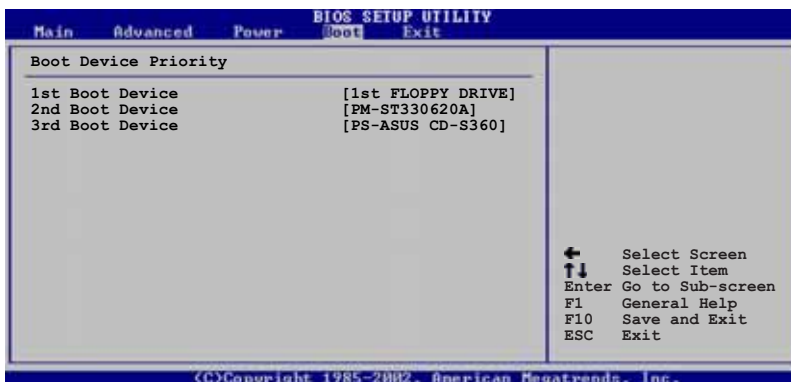 BIOS SETUP UTILITY
Main Advanced Power Boot Exit
Boot Device Priority
1st Boot Device [1st FLOPPY DRIVE]
2nd Boot Device [PM-ST330620A]
3rd Boot Device [PS-ASUS CD-S360]
← Select Screen
↑↓ Select Item
Enter Go to Sub-screen
F1 General Help
F10 Save and Exit
ESC Exit
(C)Copyright 1985-2002, American Megatrends, Inc.